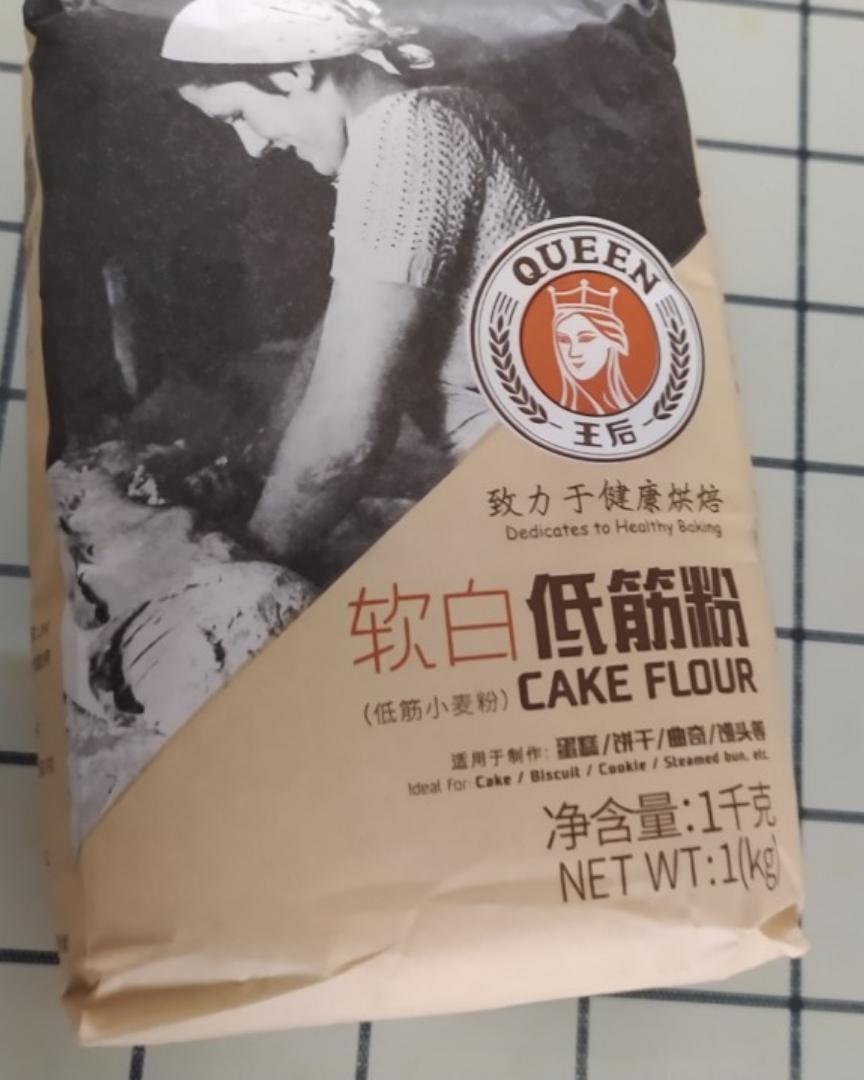 QUEEN
王后
致力于健康烘焙
Dedicates to Healthy Baking
软白低筋粉
(低筋小麦粉) CAKE FLOUR
适用于制作: 蛋糕/饼干/曲奇/馒头等
Ideal For: Cake / Biscuit / Cookie / Steamed bun, etc.
净含量:1千克
NET WT:1(kg)